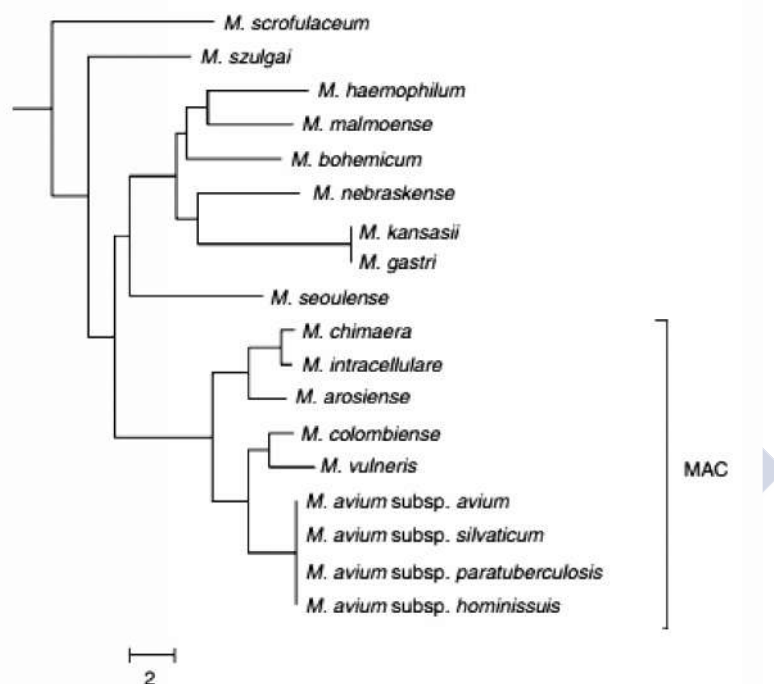 M. scrofulaceum
M. szulgai
M. haemophilum
M. malmoense
M. bohemicum
M. nebraskense
M. kansasii
M. gastri
M. seoulense
M. chimaera
M. intracellulare
M. arosiense
M. colombiense
M. vulneris
MAC
M. avium subsp. avium
M. avium subsp. silvaticum
M. avium subsp. paratuberculosis
M. avium subsp. hominissuis
2